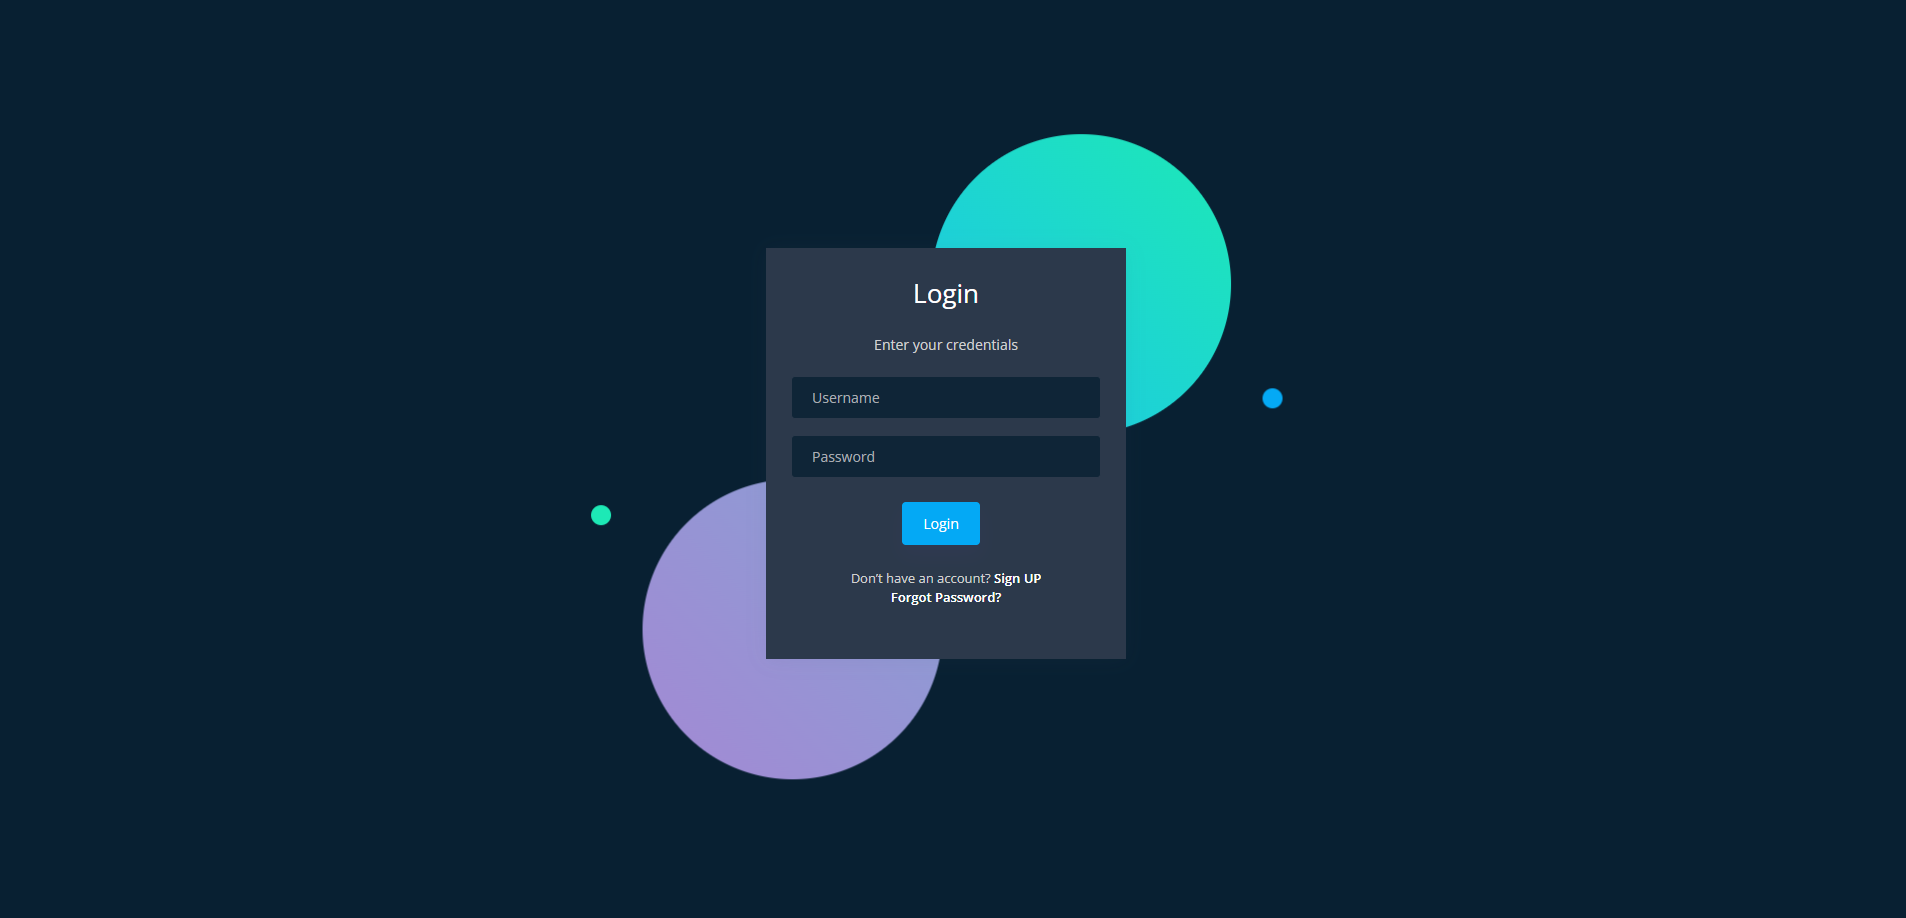 Login
Enter your credentials
Username
Password
Login
Don’t have an account? Sign UP
Forgot Password?